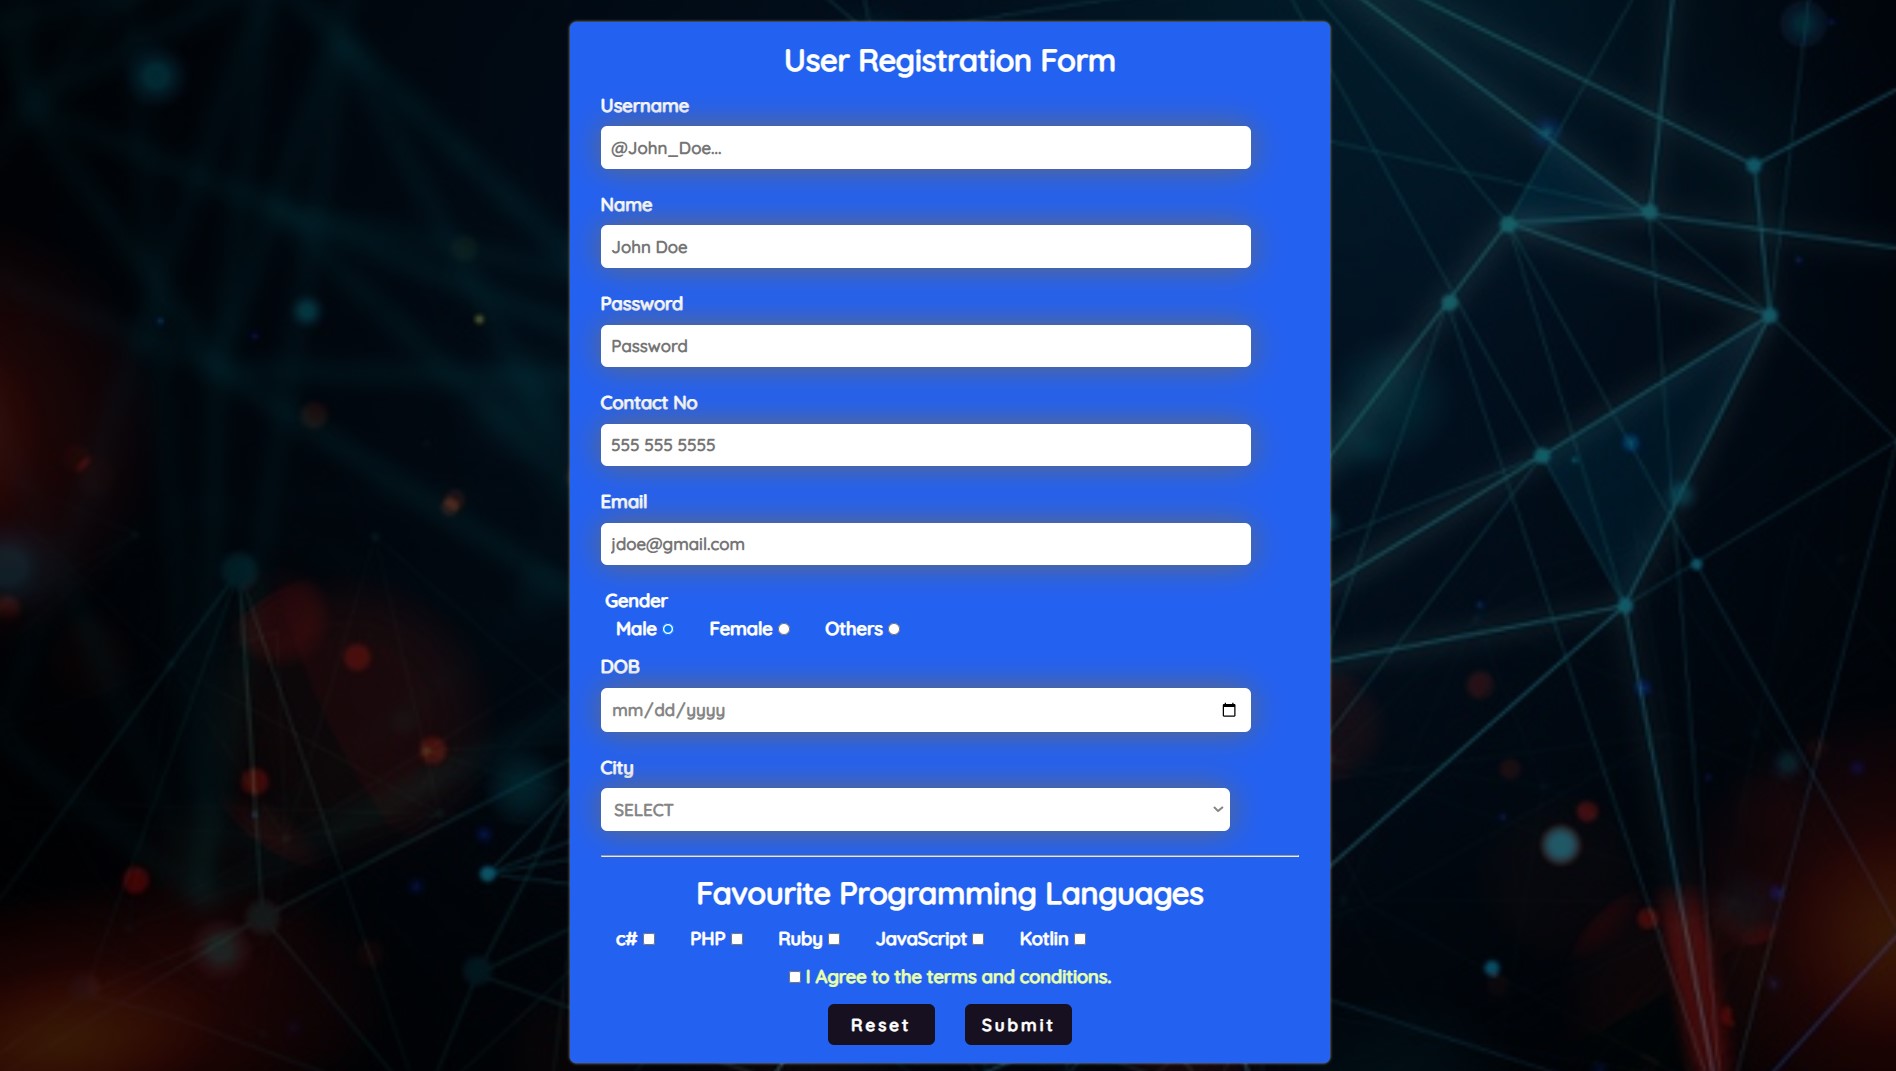 User Registration Form
Username
@John_Doe...
Name
John Doe
Password
Password
Contact No
555 555 5555
Email
jdoe@gmail.com
Gender
Male Female Others
DOB
mm/dd/yyyy
City
SELECT
Favourite Programming Languages
c# PHP Ruby JavaScript Kotlin
I Agree to the terms and conditions.
Reset Submit